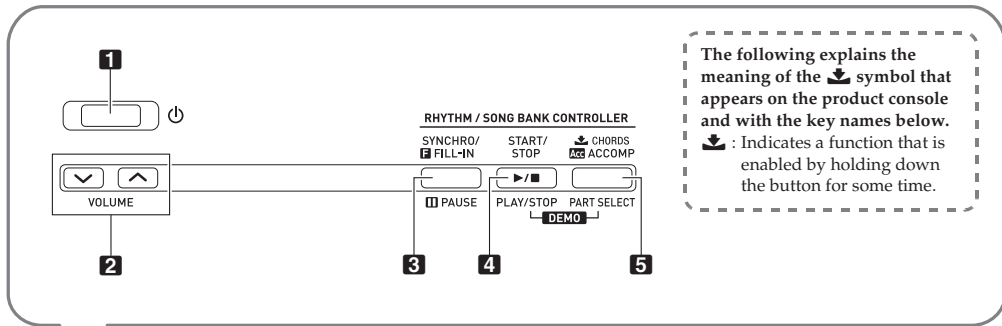 1
RHYTHM / SONG BANK CONTROLLER
SYNCHRO/
F FILL-IN
START/
STOP
CHORDS
Acc ACCOMP
VOLUME
PAUSE
PLAY/STOP
PART SELECT
DEMO
2
3
4
5
The following explains the
meaning of the symbol that
appears on the product console
and with the key names below.
: Indicates a function that is
enabled by holding down
the button for some time.